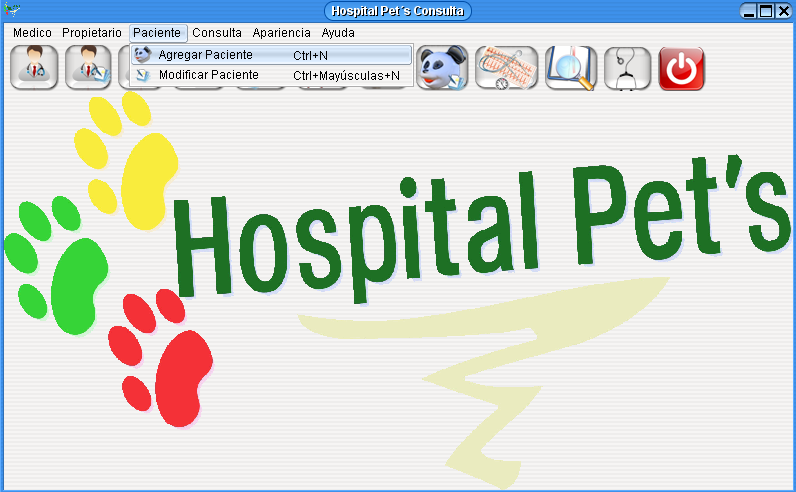 Hospital Pet´s Consulta
Medico Propietario Paciente Consulta Apariencia Ayuda
Agregar Paciente Ctrl+N
Modificar Paciente Ctrl+Mayúsculas+N
Hospital Pet's